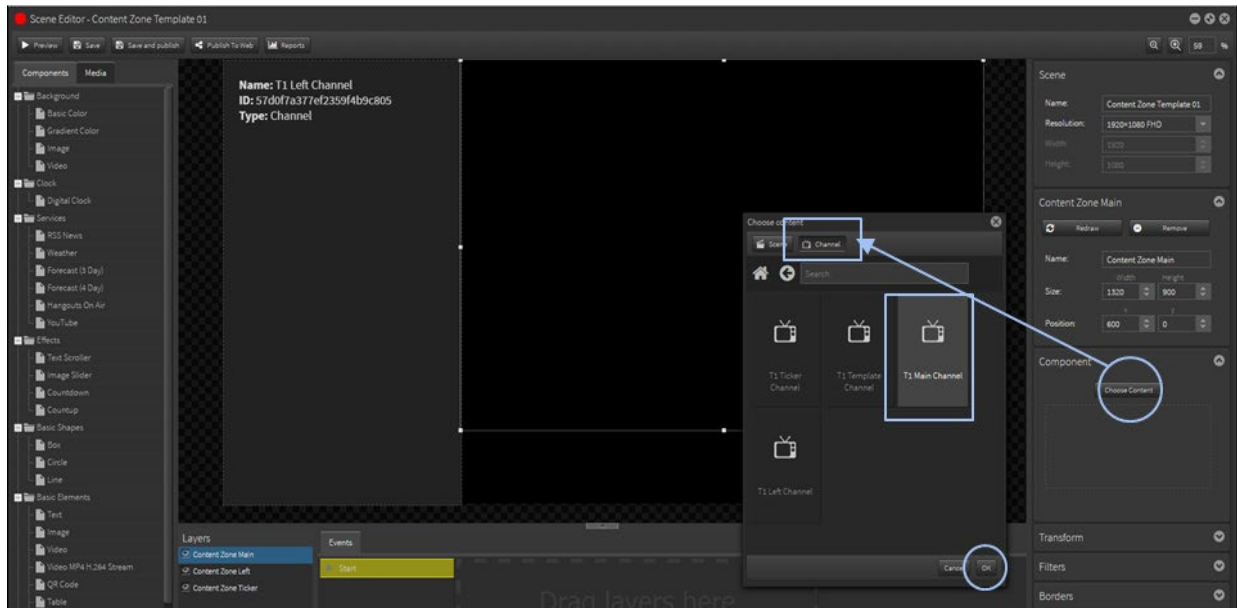 Scene Editor - Content Zone Template 01
Preview Save Save and publish Publish To Web Reports 59 %
Components Media
Background
Basic Color
Gradient Color
Image
Video
Clock
Digital Clock
Services
RSS News
Weather
Forecast (3 Day)
Forecast (4 Day)
Hangouts On Air
YouTube
Effects
Text Scroller
Image Slider
Countdown
Countup
Basic Shapes
Box
Circle
Line
Basic Elements
Text
Image
Video
Video MP4 H.264 Stream
QR Code
Table
Name: T1 Left Channel
ID: 57d0f7a377ef2359f4b9c805
Type: Channel
Layers
Content Zone Main
Content Zone Left
Content Zone Ticker
Events
Start
Drag layers here
Choose content
Scene Channel
Search
T1 Ticker
Channel
T1 Template
Channel
T1 Main Channel
T1 Left Channel
Cancel OK
Scene
Name: Content Zone Template 01
Resolution: 1920×1080 FHD
Width: 1920
Height: 1080
Content Zone Main
Redraw Remove
Name: Content Zone Main
Width Height
Size: 1320 900
Position: 600 0
Component
Choose Content
Transform
Filters
Borders